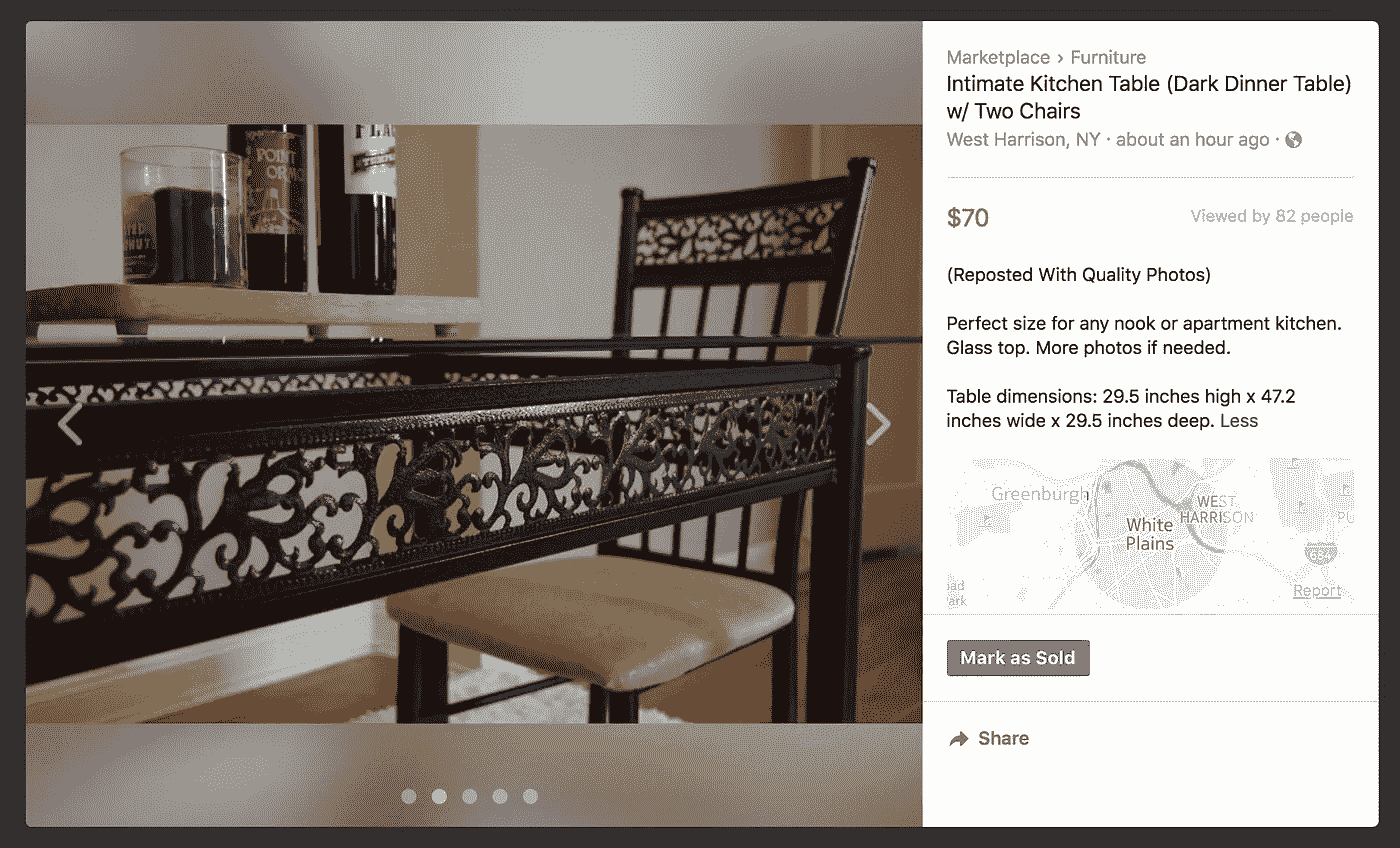 POINT
Marketplace › Furniture
Intimate Kitchen Table (Dark Dinner Table)
w/ Two Chairs
West Harrison, NY · about an hour ago ·
$70
Viewed by 82 people
(Reposted With Quality Photos)
Perfect size for any nook or apartment kitchen.
Glass top. More photos if needed.
Table dimensions: 29.5 inches high x 47.2
inches wide x 29.5 inches deep. Less
Greenburgh
WEST
HARRISON
White
Plains
684
Report
Mark as Sold
Share